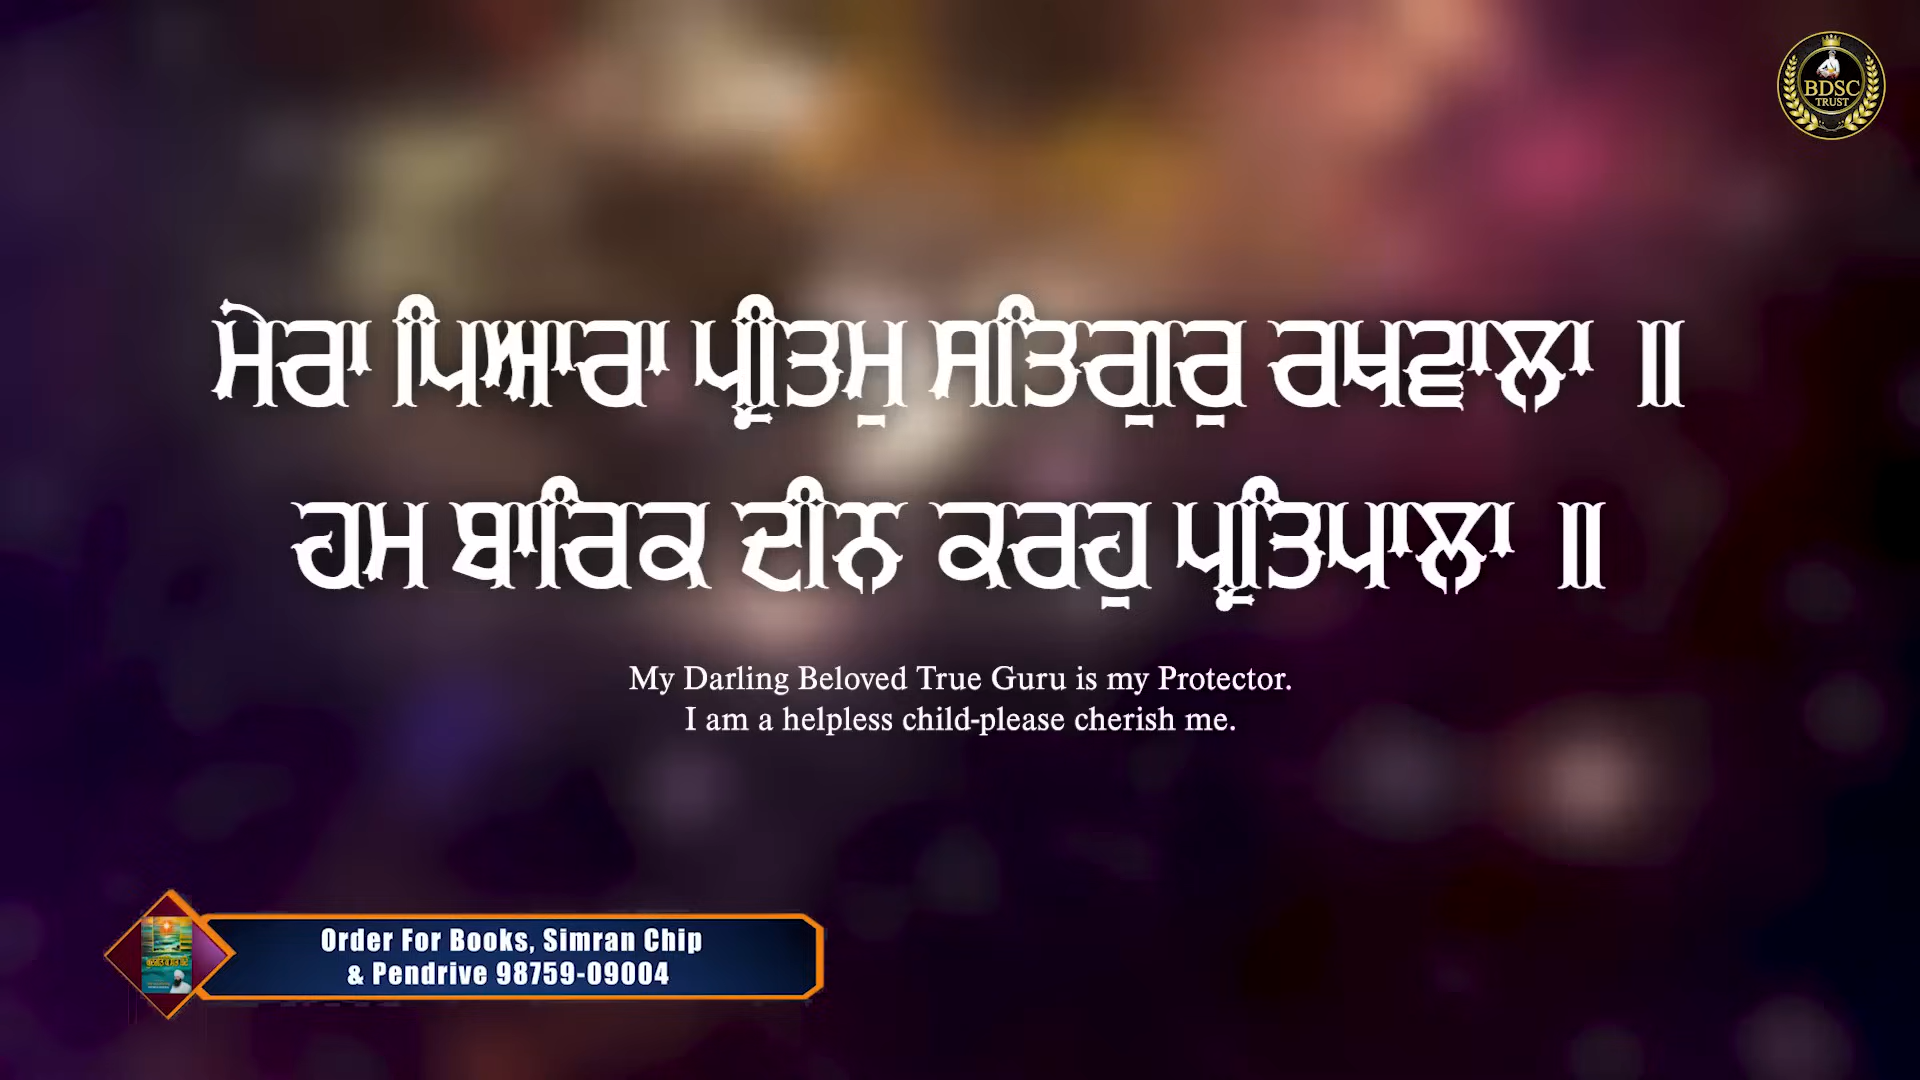 BDSC
TRUST
ਮੇਰਾ ਪਿਆਰਾ ਪ੍ਰੀਤਮੁ ਸਤਿਗੁਰੁ ਰਖਵਾਲਾ ॥
ਹਮ ਬਾਰਿਕ ਦੀਨ ਕਰਹੁ ਪ੍ਰਤਿਪਾਲਾ ॥
My Darling Beloved True Guru is my Protector.
I am a helpless child-please cherish me.
Order For Books, Simran Chip
& Pendrive 98759-09004